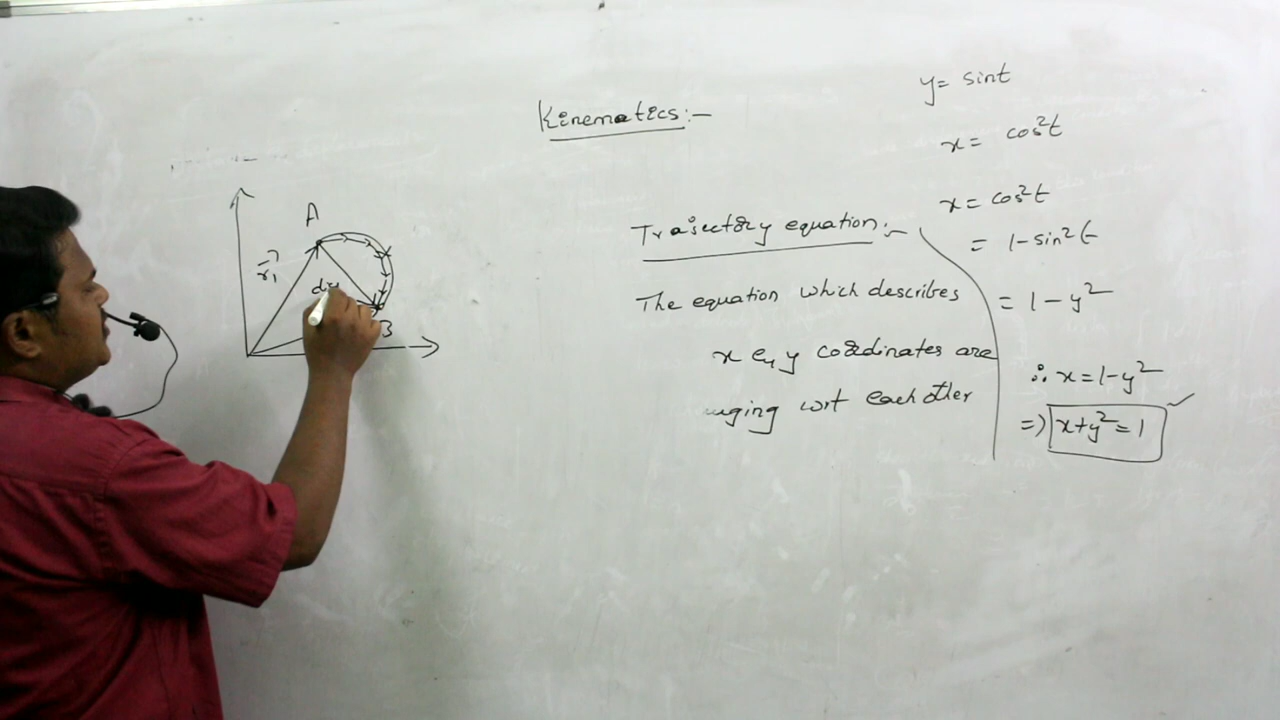 Kinematics:-
y= sint
x= cos²t
Trajectory equation:-
x= cos²t
= 1-sin²t
The equation which describes
= 1-y²
x & y coordinates are
∴ x=1-y²
wrt each other
=) x+y²=1
A
r₁
B